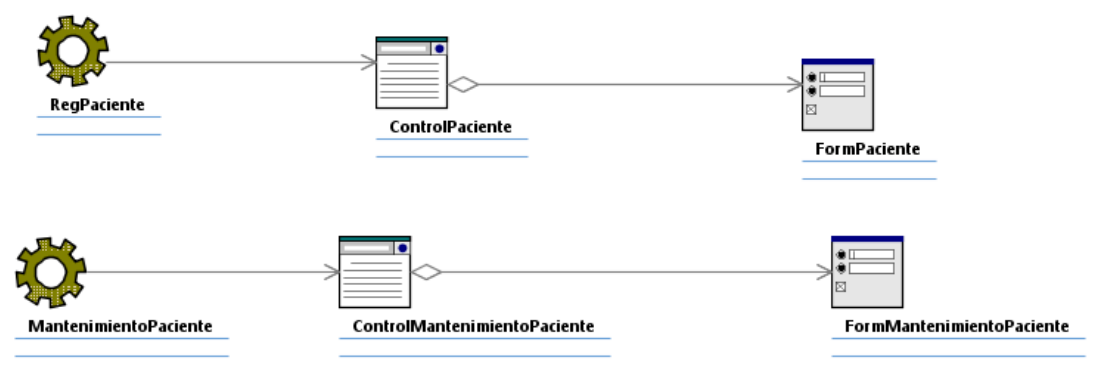 RegPaciente
ControlPaciente
FormPaciente
MantenimientoPaciente
ControlMantenimientoPaciente
FormMantenimientoPaciente